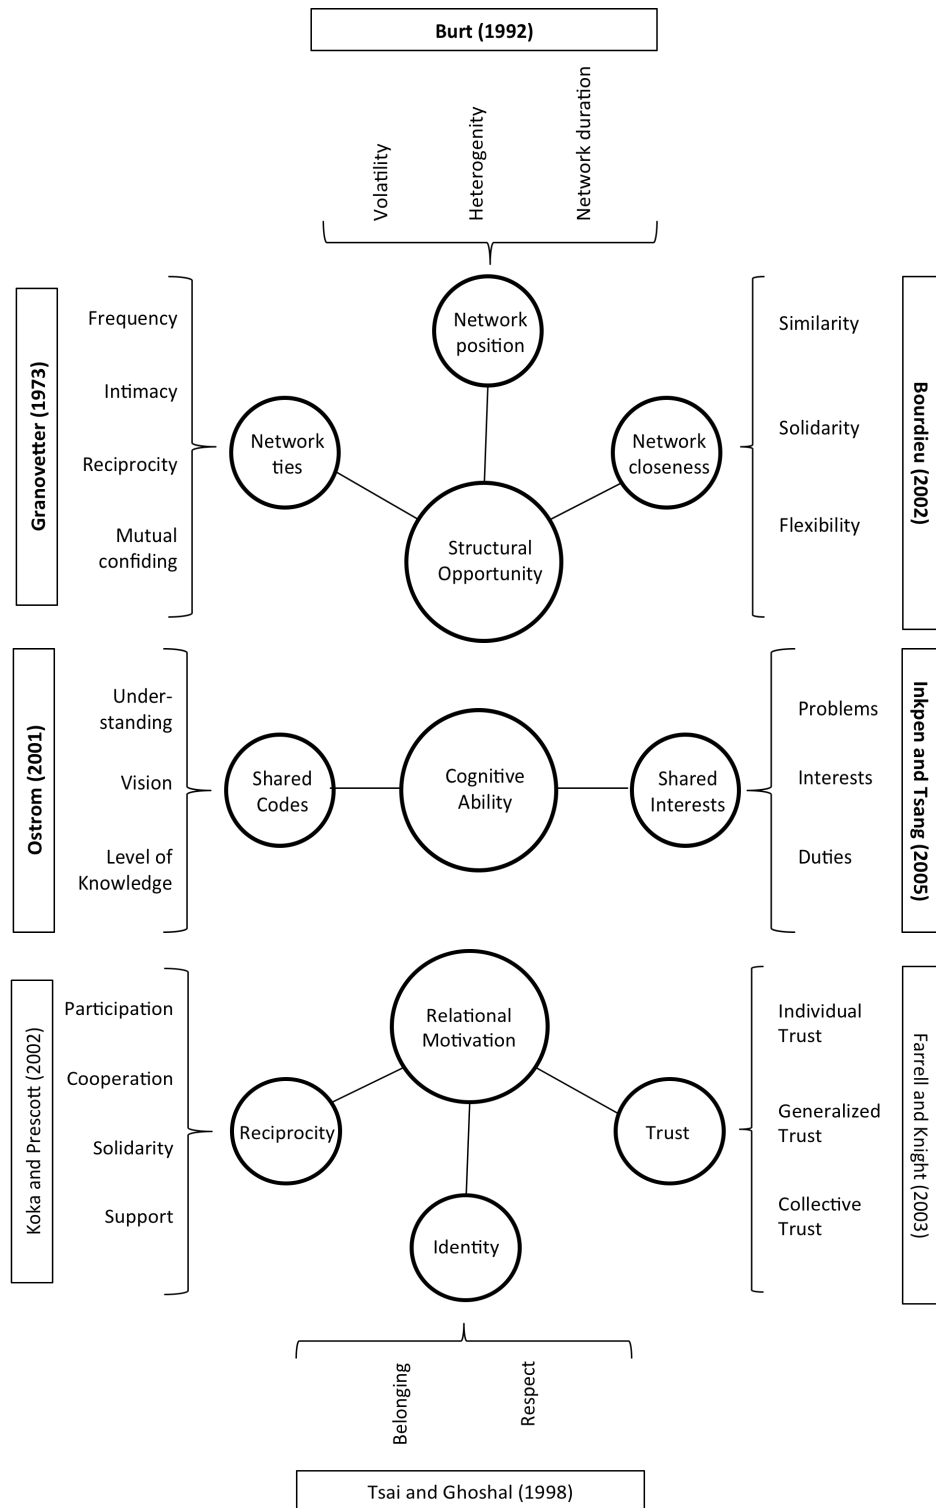 Burt (1992)
Volatility
Heterogenity
Network duration
Granovetter (1973)
Frequency
Intimacy
Reciprocity
Mutual
confiding
Network
ties
Network
position
Network
closeness
Structural
Opportunity
Similarity
Solidarity
Flexibility
Bourdieu (2002)
Ostrom (2001)
Under-
standing
Vision
Level of
Knowledge
Shared
Codes
Cognitive
Ability
Shared
Interests
Problems
Interests
Duties
Inkpen and Tsang (2005)
Koka and Prescott (2002)
Participation
Cooperation
Solidarity
Support
Reciprocity
Relational
Motivation
Trust
Identity
Individual
Trust
Generalized
Trust
Collective
Trust
Farrell and Knight (2003)
Belonging
Respect
Tsai and Ghoshal (1998)